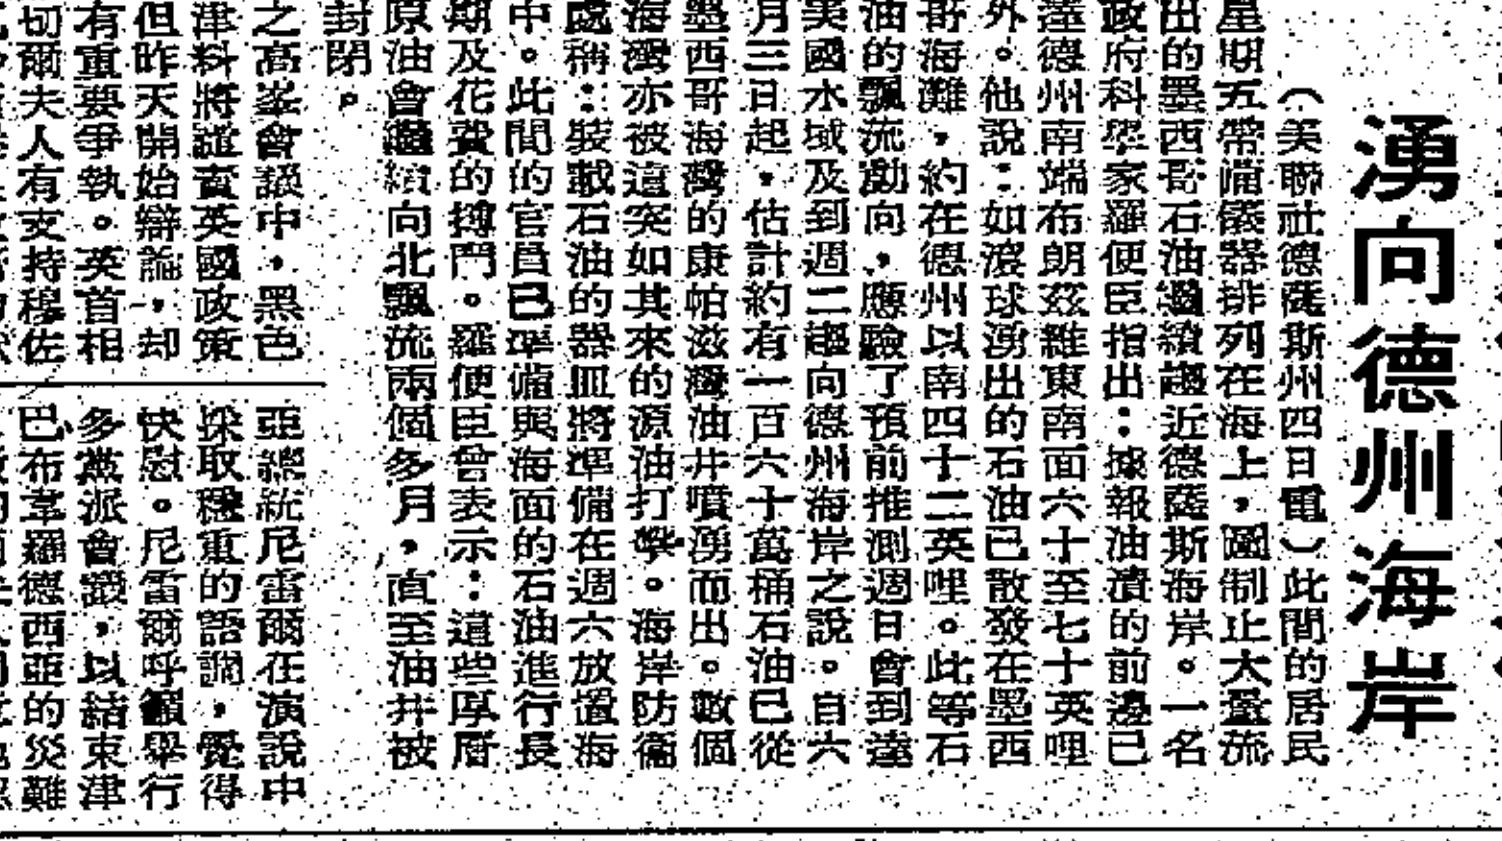 湧向德州海岸
（美聯社德薩斯州四日電）此間的居民
星期五帶備儀器排列在海上，圖制止大量流
出的墨西哥石油繼續趨近德薩斯海岸。一名
政府科學家羅便臣指出：據報油漬的前邊已
達德州南端布朗茲維東南面六十至七十英哩
外。他說：如滾球湧出的石油已散發在墨西
哥海灘，約在德州以南四十二英哩。此等石
油的飄流動向，應驗了預前推測週日會到達
美國水域及到週二趨向德州海岸之說。自六
月三日起，估計約有一百六十萬桶石油已從
墨西哥海灣的康帕滋灣油井噴湧而出。數個
海灣亦被這突如其來的源油打擊。海岸防衞
處稱：裝載石油的器皿將準備在週六放置海
中。此間的官員已準備與海面的石油進行長
期及花費的搏鬥。羅便臣曾表示：這些厚層
原油會繼續向北飄流兩個多月，直至油井被
封閉。
之高峯會談中，黑色
津料將譴責英國政策
但昨天開始辯論，却
有重要爭執。英首相
切爾夫人有支持穆佐
亞總統尼雷爾在演說中
採取穩重的語調，覺得
快慰。尼雷爾呼籲舉行
多黨派會議，以結束津
巴布韋羅德西亞的災難